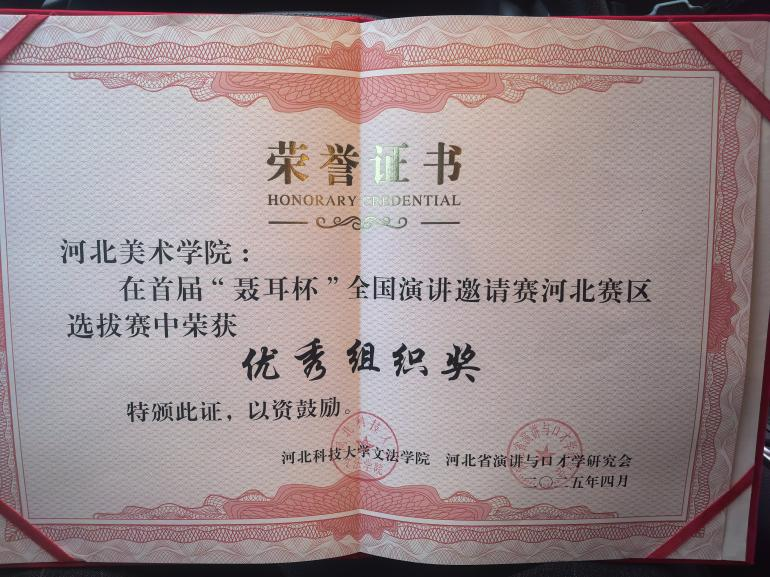 荣誉证书
HONORARY CREDENTIAL
河北美术学院：
在首届“聂耳杯”全国演讲邀请赛河北赛区
选拔赛中荣获
优秀组织奖
特颁此证，以资鼓励。
河北科技大学文法学院 河北省演讲与口才学研究会
二〇二五年四月